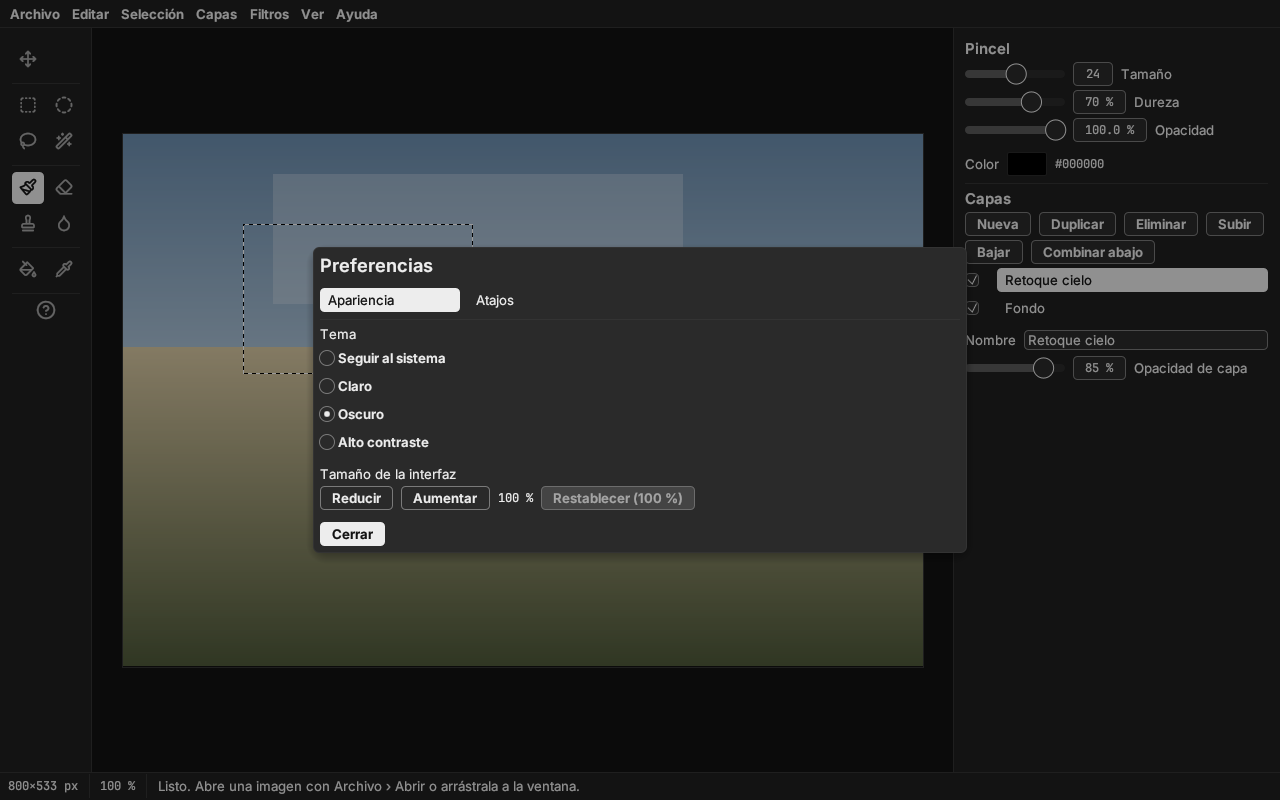 Archivo Editar Selección Capas Filtros Ver Ayuda
Pincel
24 Tamaño
70 % Dureza
100.0 % Opacidad
Color #000000
Capas
Nueva Duplicar Eliminar Subir
Bajar Combinar abajo
Retoque cielo
Fondo
Nombre Retoque cielo
85 % Opacidad de capa
Preferencias
Apariencia Atajos
Tema
Seguir al sistema
Claro
Oscuro
Alto contraste
Tamaño de la interfaz
Reducir Aumentar 100 % Restablecer (100 %)
Cerrar
800×533 px 100 % Listo. Abre una imagen con Archivo › Abrir o arrástrala a la ventana.